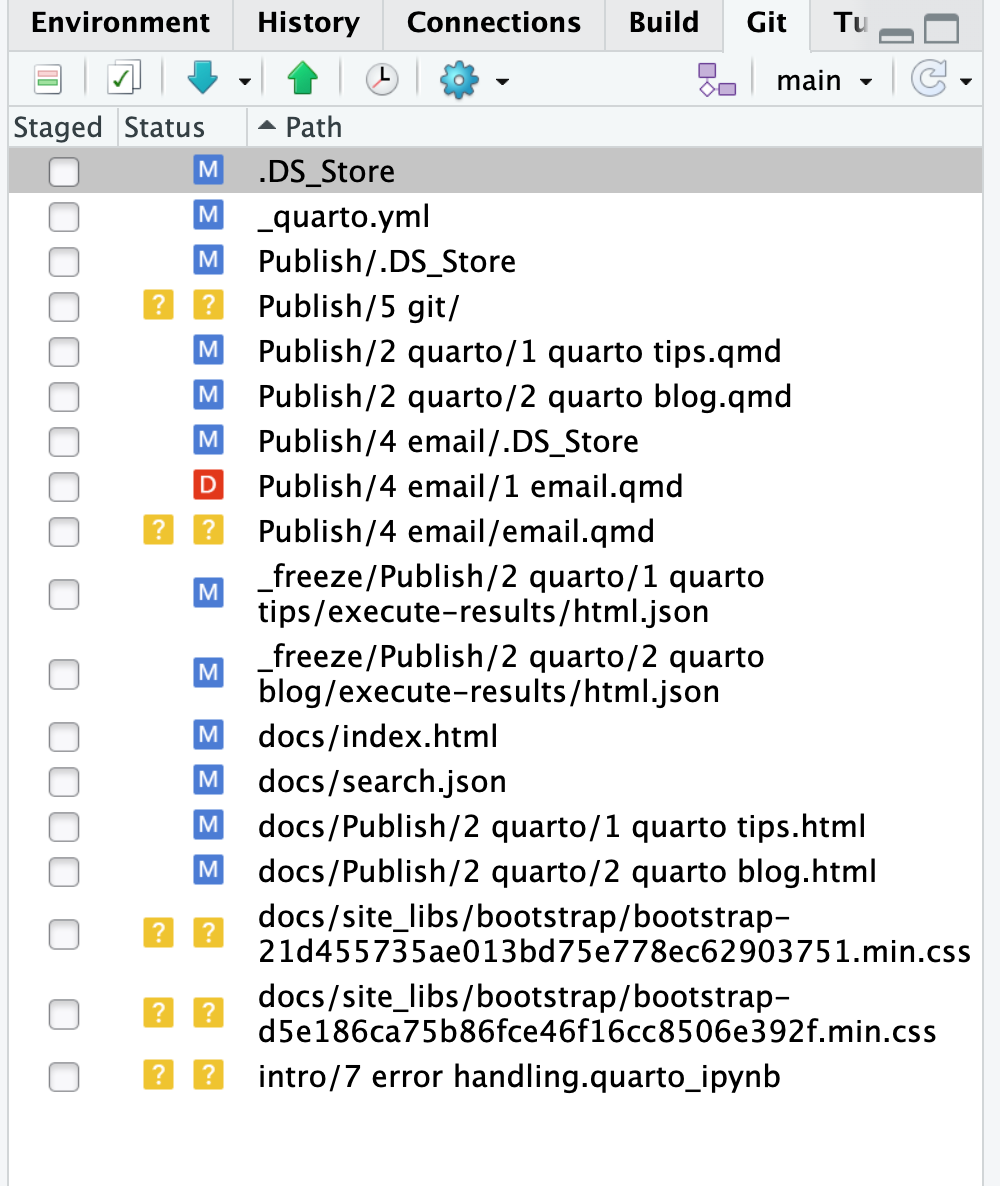 Environment History Connections Build Git Tu
main
Staged Status Path
M .DS_Store
M _quarto.yml
M Publish/.DS_Store
? ? Publish/5 git/
M Publish/2 quarto/1 quarto tips.qmd
M Publish/2 quarto/2 quarto blog.qmd
M Publish/4 email/.DS_Store
D Publish/4 email/1 email.qmd
? ? Publish/4 email/email.qmd
M _freeze/Publish/2 quarto/1 quarto
tips/execute-results/html.json
M _freeze/Publish/2 quarto/2 quarto
blog/execute-results/html.json
M docs/index.html
M docs/search.json
M docs/Publish/2 quarto/1 quarto tips.html
M docs/Publish/2 quarto/2 quarto blog.html
? ? docs/site_libs/bootstrap/bootstrap-
21d455735ae013bd75e778ec62903751.min.css
? ? docs/site_libs/bootstrap/bootstrap-
d5e186ca75b86fce46f16cc8506e392f.min.css
? ? intro/7 error handling.quarto_ipynb